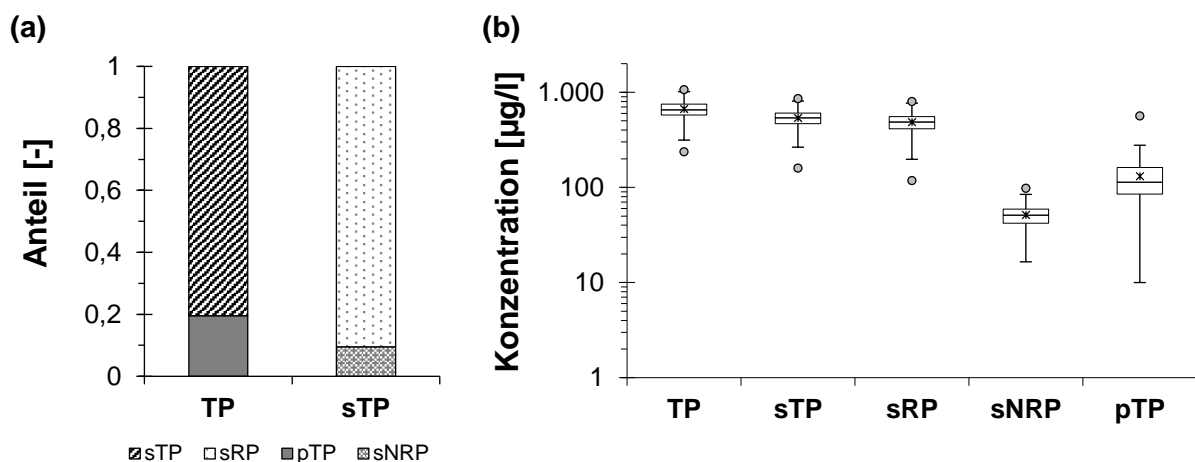 (a)
Anteil [-]
1
0,8
0,6
0,4
0,2
0
TP sTP
sTP sRP pTP sNRP
(b)
Konzentration [µg/l]
1.000
100
10
1
TP sTP sRP sNRP pTP